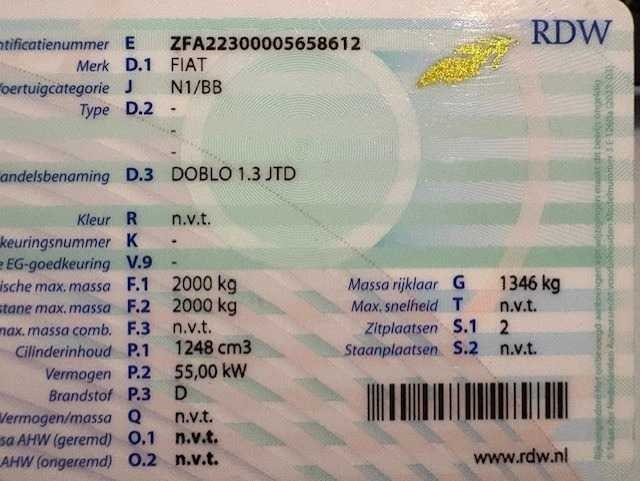 RDW
ntificatienummer E ZFA22300005658612
Merk D.1 FIAT
Voertuigcategorie J N1/BB
Type D.2 -
-
-
andelsbenaming D.3 DOBLO 1.3 JTD
Kleur R n.v.t.
keuringsnummer K -
e EG-goedkeuring V.9 -
ische max. massa F.1 2000 kg Massa rijklaar G 1346 kg
stane max. massa F.2 2000 kg Max. snelheid T n.v.t.
max. massa comb. F.3 n.v.t. Zitplaatsen S.1 2
Cilinderinhoud P.1 1248 cm3 Staanplaatsen S.2 n.v.t.
Vermogen P.2 55,00 kW
Brandstof P.3 D
Vermogen/massa Q n.v.t.
sa AHW (geremd) O.1 n.v.t.
AHW (ongeremd) O.2 n.v.t.
www.rdw.nl